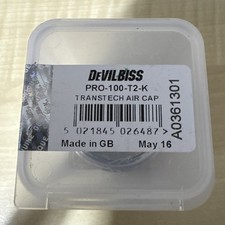 DEVILBISS
PRO-100-T2-K
TRANSTECH AIR CAP
5 021845 026487 >
Made in GB May 16
A0361301